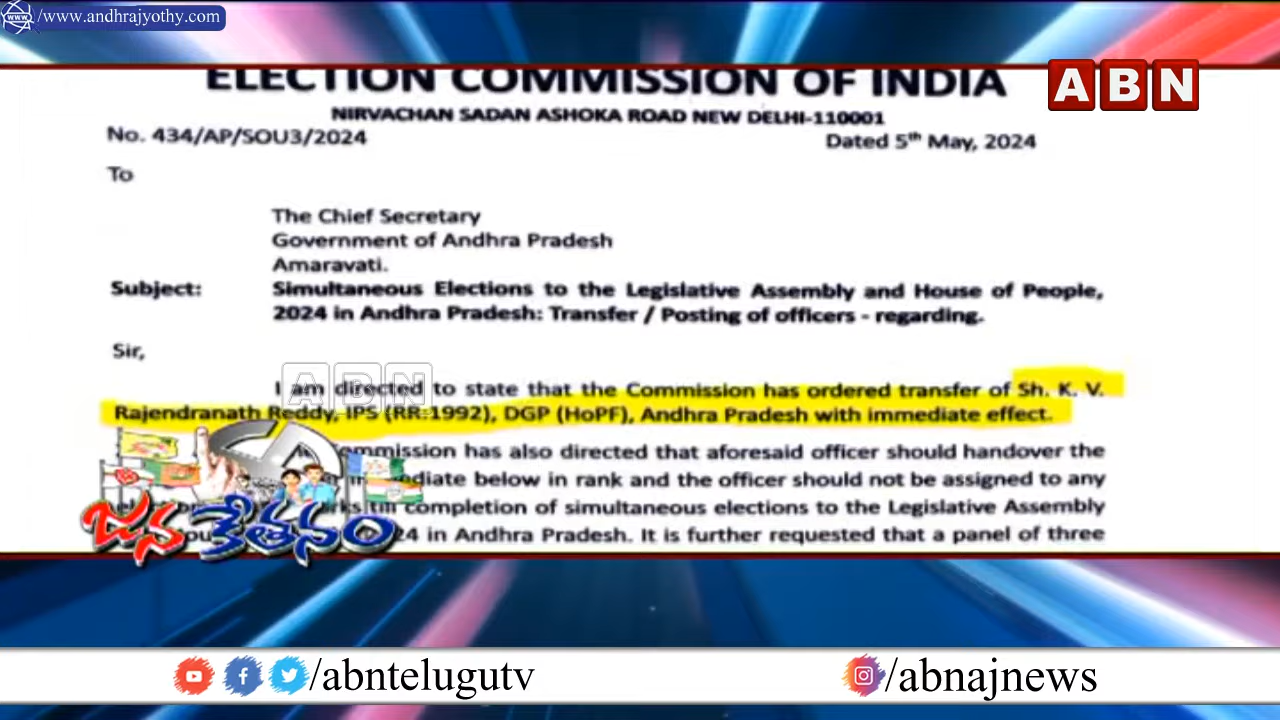 www./www.andhrajyothy.com
ABN
ELECTION COMMISSION OF INDIA
NIRVACHAN SADAN ASHOKA ROAD NEW DELHI-110001
No. 434/AP/SOU3/2024
Dated 5th May, 2024
To
The Chief Secretary
Government of Andhra Pradesh
Amaravati.
Subject: Simultaneous Elections to the Legislative Assembly and House of People,
2024 in Andhra Pradesh: Transfer / Posting of officers - regarding.
Sir,
I am directed to state that the Commission has ordered transfer of Sh. K. V.
Rajendranath Reddy, IPS (RR:1992), DGP (HoPF), Andhra Pradesh with immediate effect.
ABN
has also directed that aforesaid officer should handover the
below in rank and the officer should not be assigned to any
completion of simultaneous elections to the Legislative Assembly
24 in Andhra Pradesh. It is further requested that a panel of three
జన కేతనం
/abntelugutv
/abnajnews